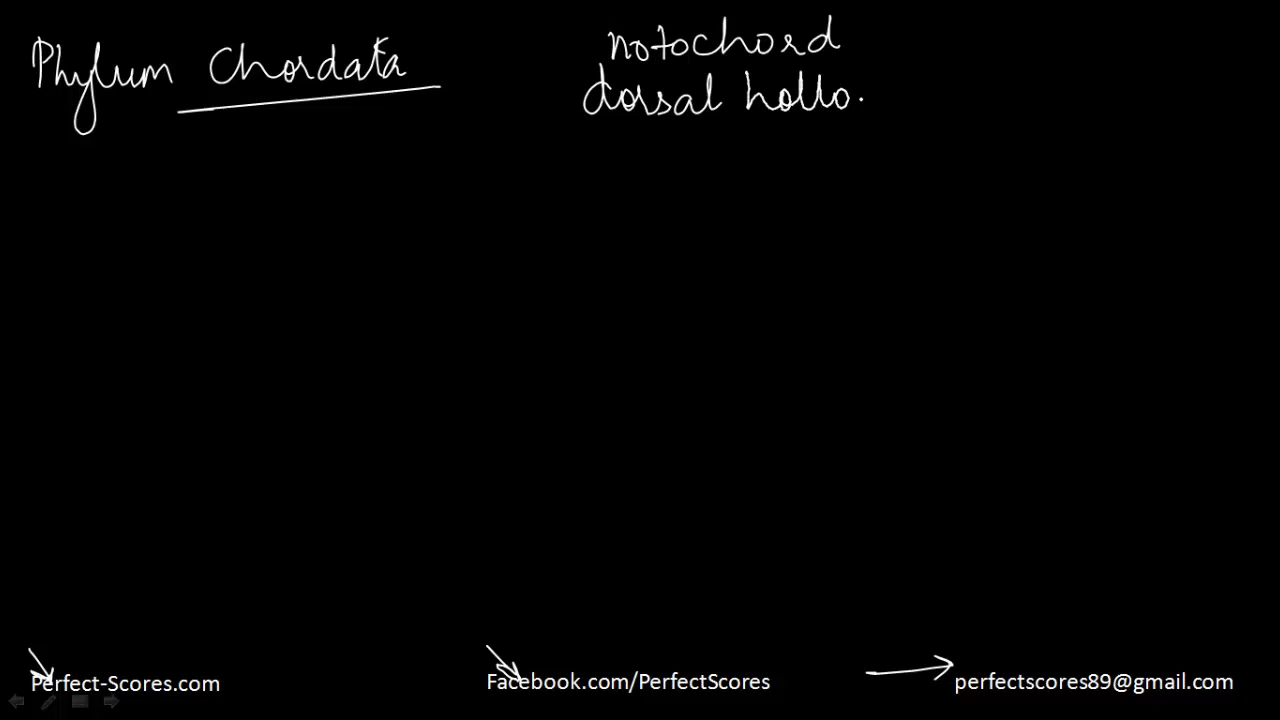 Phylum Chordata
notochord
dorsal hollo.
Perfect-Scores.com
Facebook.com/PerfectScores
perfectscores89@gmail.com